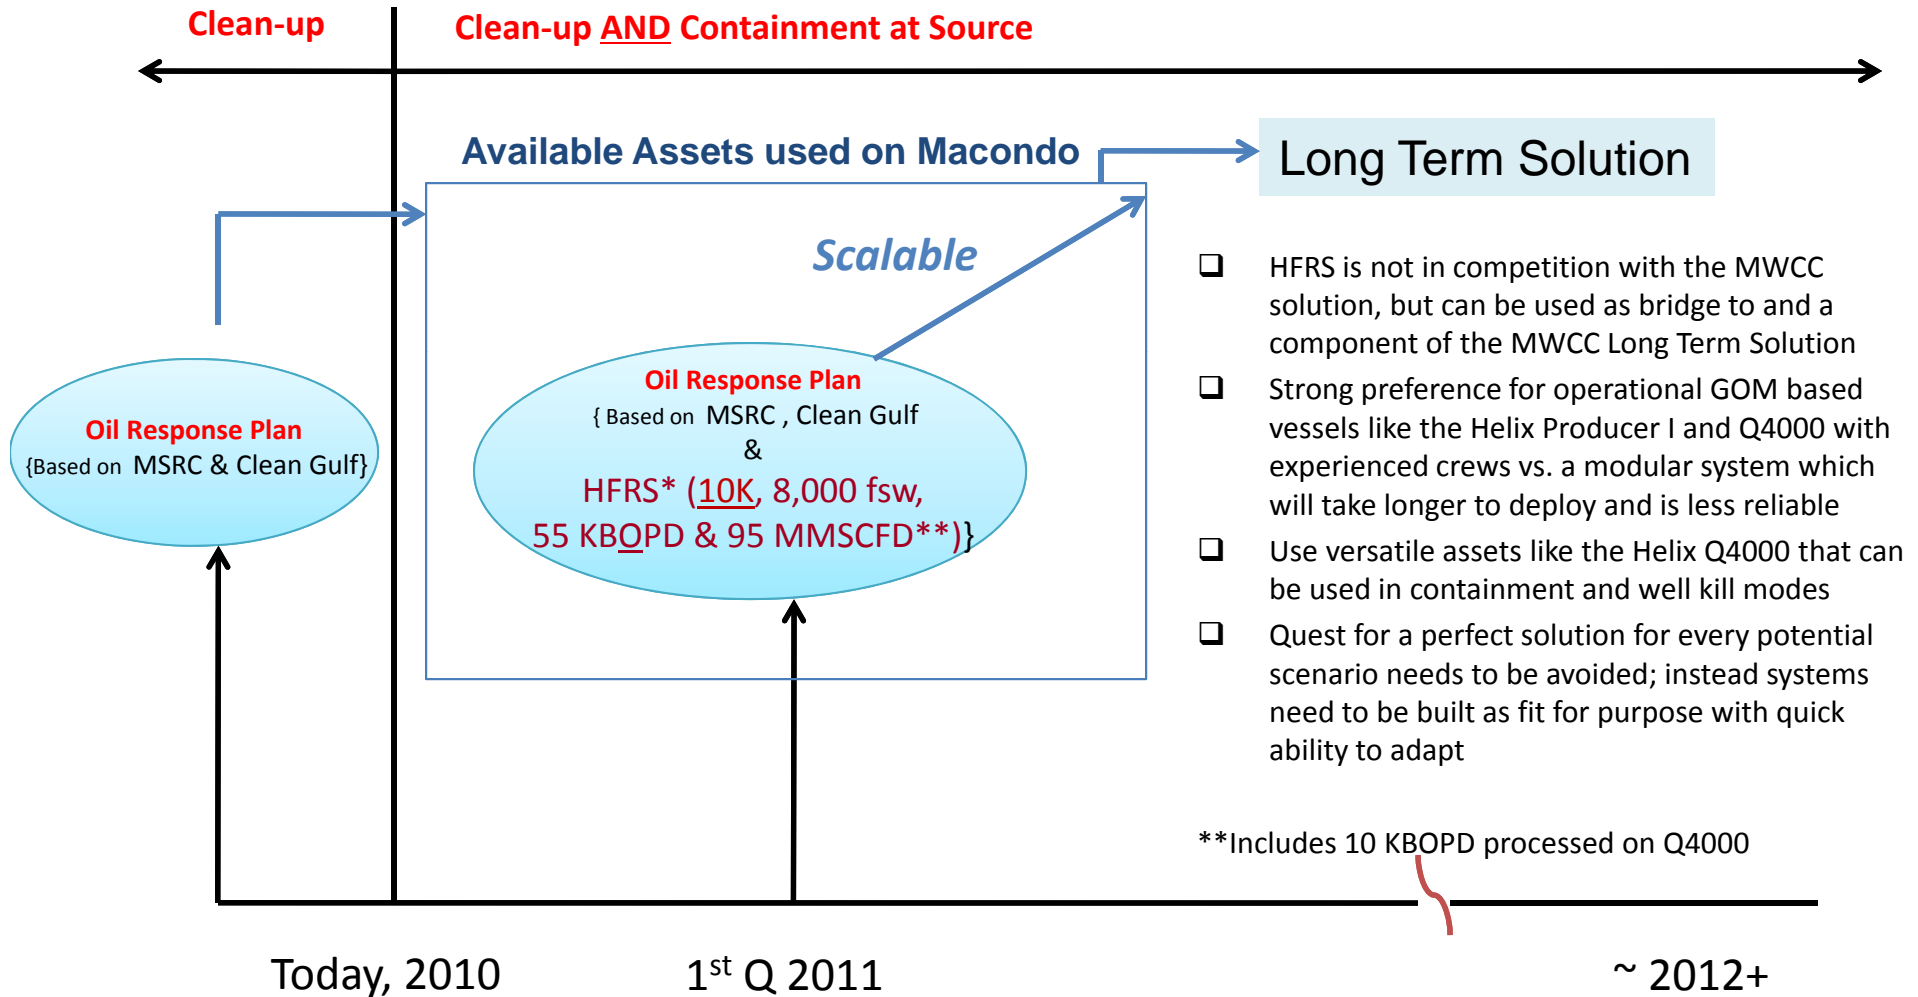 Clean-up
Clean-up AND Containment at Source
Available Assets used on Macondo
Long Term Solution
Scalable
Oil Response Plan
{Based on MSRC & Clean Gulf}
Oil Response Plan
{ Based on MSRC , Clean Gulf
&
HFRS* (10K, 8,000 fsw,
55 KBOPD & 95 MMSCFD**)}
❑ HFRS is not in competition with the MWCC
solution, but can be used as bridge to and a
component of the MWCC Long Term Solution
❑ Strong preference for operational GOM based
vessels like the Helix Producer I and Q4000 with
experienced crews vs. a modular system which
will take longer to deploy and is less reliable
❑ Use versatile assets like the Helix Q4000 that can
be used in containment and well kill modes
❑ Quest for a perfect solution for every potential
scenario needs to be avoided; instead systems
need to be built as fit for purpose with quick
ability to adapt
**Includes 10 KBOPD processed on Q4000
Today, 2010
1st Q 2011
~ 2012+